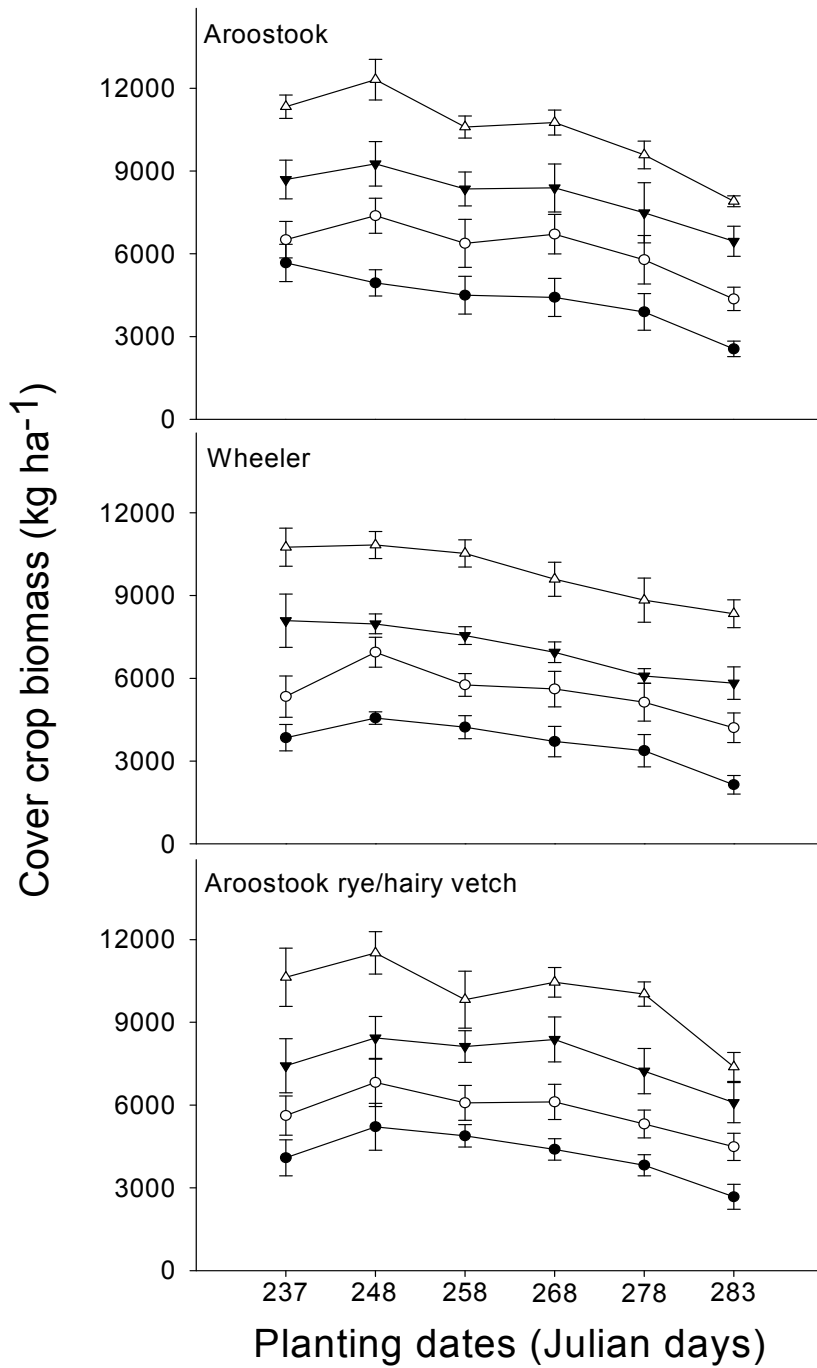 Aroostook
12000
9000
6000
3000
0
Wheeler
12000
9000
6000
3000
0
Aroostook rye/hairy vetch
12000
9000
6000
3000
0
237 248 258 268 278 283
Planting dates (Julian days)
Cover crop biomass (kg ha-1)